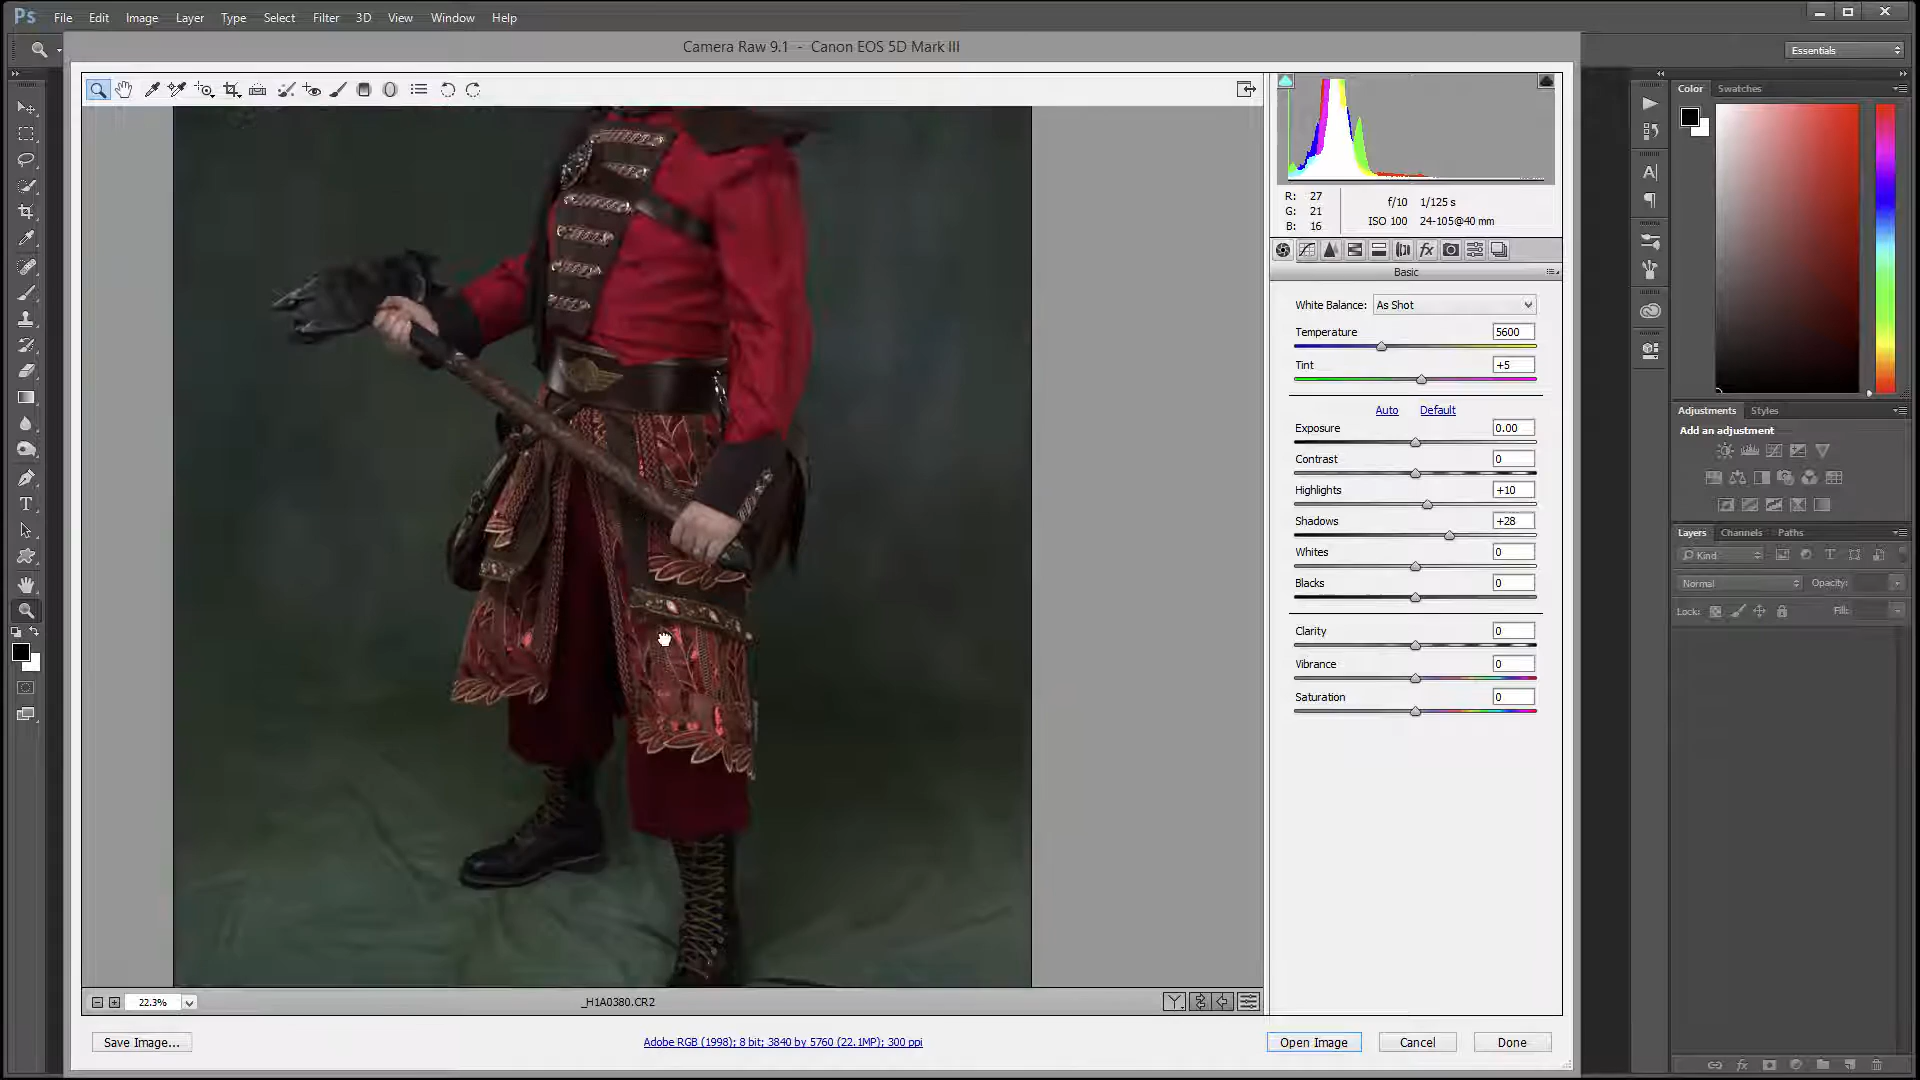 Ps File Edit Image Layer Type Select Filter 3D View Window Help
Camera Raw 9.1 - Canon EOS 5D Mark III
Essentials
Color Swatches
R: 27
G: 21
B: 16
f/10 1/125 s
ISO 100 24-105@40 mm
Basic
White Balance: As Shot
Temperature 5600
Tint +5
Auto Default
Exposure 0.00
Contrast 0
Highlights +10
Shadows +28
Whites 0
Blacks 0
Clarity 0
Vibrance 0
Saturation 0
Adjustments Styles
Add an adjustment
Layers Channels Paths
Kind
Normal Opacity:
Lock: Fill:
22.3%
_H1A0380.CR2
Save Image...
Adobe RGB (1998); 8 bit; 3840 by 5760 (22.1MP); 300 ppi
Open Image Cancel Done